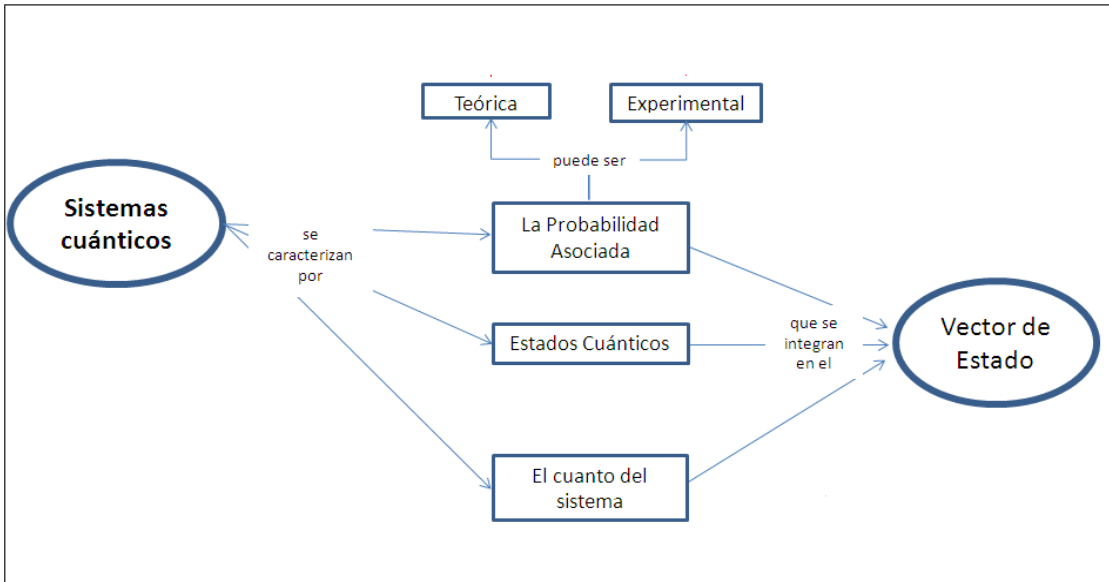 Teórica
Experimental
puede ser
Sistemas
cuánticos
se
caracterizan
por
La Probabilidad
Asociada
Estados Cuánticos
que se
integran
en el
Vector de
Estado
El cuanto del
sistema